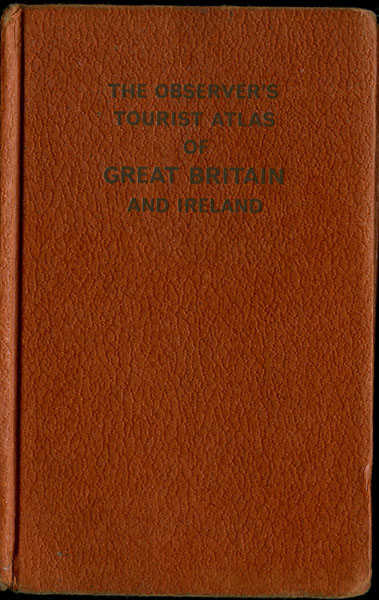 THE OBSERVER'S
TOURIST ATLAS
OF
GREAT BRITAIN
AND IRELAND